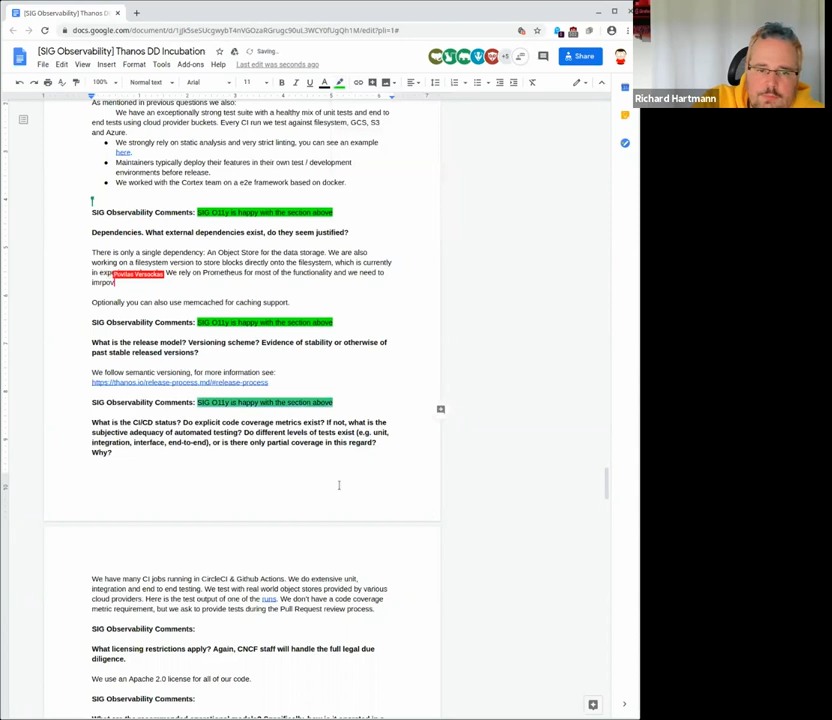 [SIG Observability] Thanos DD Incubation
docs.google.com/document/d/1jjk5seSUcgwybT4nVGOzaRGrugc90uL3WCY0fUgQh1M/edit?pli=1#
[SIG Observability] Thanos DD Incubation Saving…
+5
Share
File Edit View Insert Format Tools Add-ons Help Last edit was seconds ago
100% Normal text Arial 11
Richard Hartmann
As mentioned in previous questions we also:
We have an exceptionally strong test suite with a healthy mix of unit tests and end to
end tests using cloud provider buckets. Every CI run we test against filesystem, GCS, S3
and Azure.
● We strongly rely on static analysis and very strict linting, you can see an example
here.
● Maintainers typically deploy their features in their own test / development
environments before release.
● We worked with the Cortex team on a e2e framework based on docker.
SIG Observability Comments: SIG O11y is happy with the section above
Dependencies. What external dependencies exist, do they seem justified?
There is only a single dependency: An Object Store for the data storage. We are also
working on a filesystem version to store blocks directly onto the filesystem, which is currently
in exp Povilas Versockas We rely on Prometheus for most of the functionality and we need to
imrpov
Optionally you can also use memcached for caching support.
SIG Observability Comments: SIG O11y is happy with the section above
What is the release model? Versioning scheme? Evidence of stability or otherwise of
past stable released versions?
We follow semantic versioning, for more information see:
https://thanos.io/release-process.md/#release-process
SIG Observability Comments: SIG O11y is happy with the section above
What is the CI/CD status? Do explicit code coverage metrics exist? If not, what is the
subjective adequacy of automated testing? Do different levels of tests exist (e.g. unit,
integration, interface, end-to-end), or is there only partial coverage in this regard?
Why?
We have many CI jobs running in CircleCI & Github Actions. We do extensive unit,
integration and end to end testing. We test with real world object stores provided by various
cloud providers. Here is the test output of one of the runs. We don't have a code coverage
metric requirement, but we ask to provide tests during the Pull Request review process.
SIG Observability Comments:
What licensing restrictions apply? Again, CNCF staff will handle the full legal due
diligence.
We use an Apache 2.0 license for all of our code.
SIG Observability Comments: